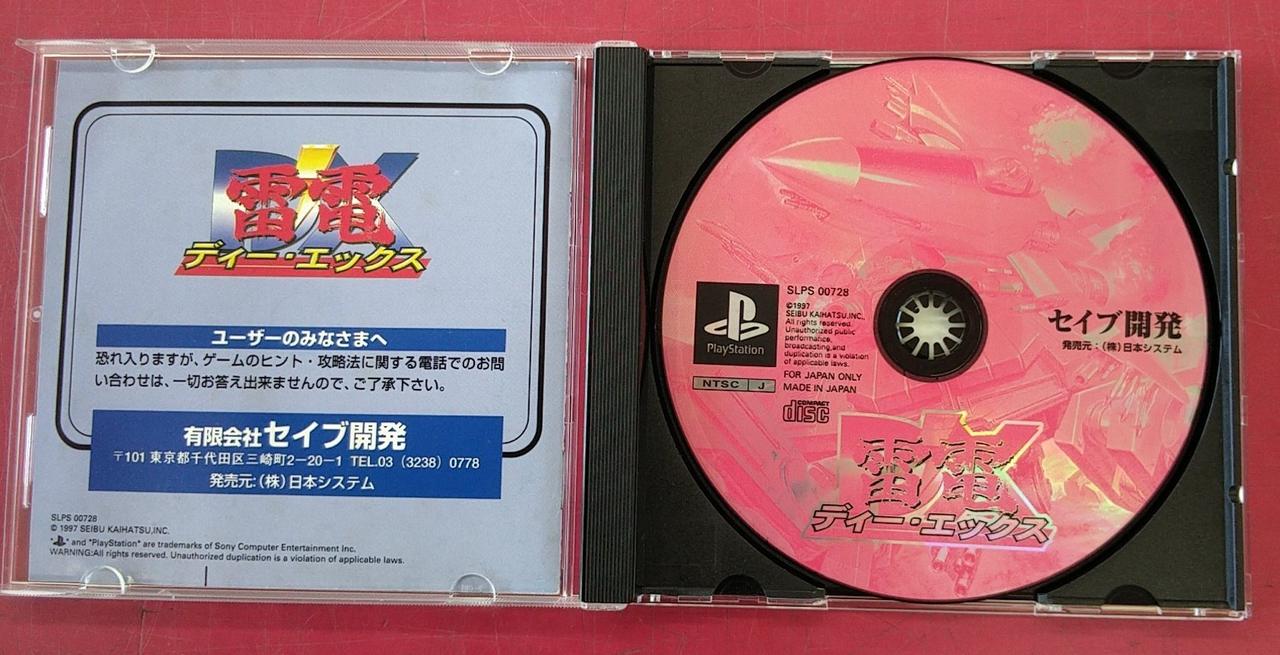 DX
雷電
ディー・エックス
ユーザーのみなさまへ
恐れ入りますが、ゲームのヒント・攻略法に関する電話でのお問
い合わせは、一切お答え出来ませんので、ご了承下さい。
有限会社セイブ開発
〒101 東京都千代田区三崎町2−20−1 TEL.03（3238）0778
発売元:（株）日本システム
SLPS 00728
© 1997 SEIBU KAIHATSU,INC.
"PS" and "PlayStation" are trademarks of Sony Computer Entertainment Inc.
WARNING:All rights reserved. Unauthorized duplication is a violation of applicable laws.
PlayStation
NTSC J
SLPS 00728
©1997
SEIBU KAIHATSU,INC.,
All rights reserved.
Unauthorized public
performance,
broadcasting,and
duplication is a violation
of applicable laws.
FOR JAPAN ONLY
MADE IN JAPAN
COMPACT
disc
セイブ開発
発売元：（株）日本システム
DX
雷電
ディー・エックス